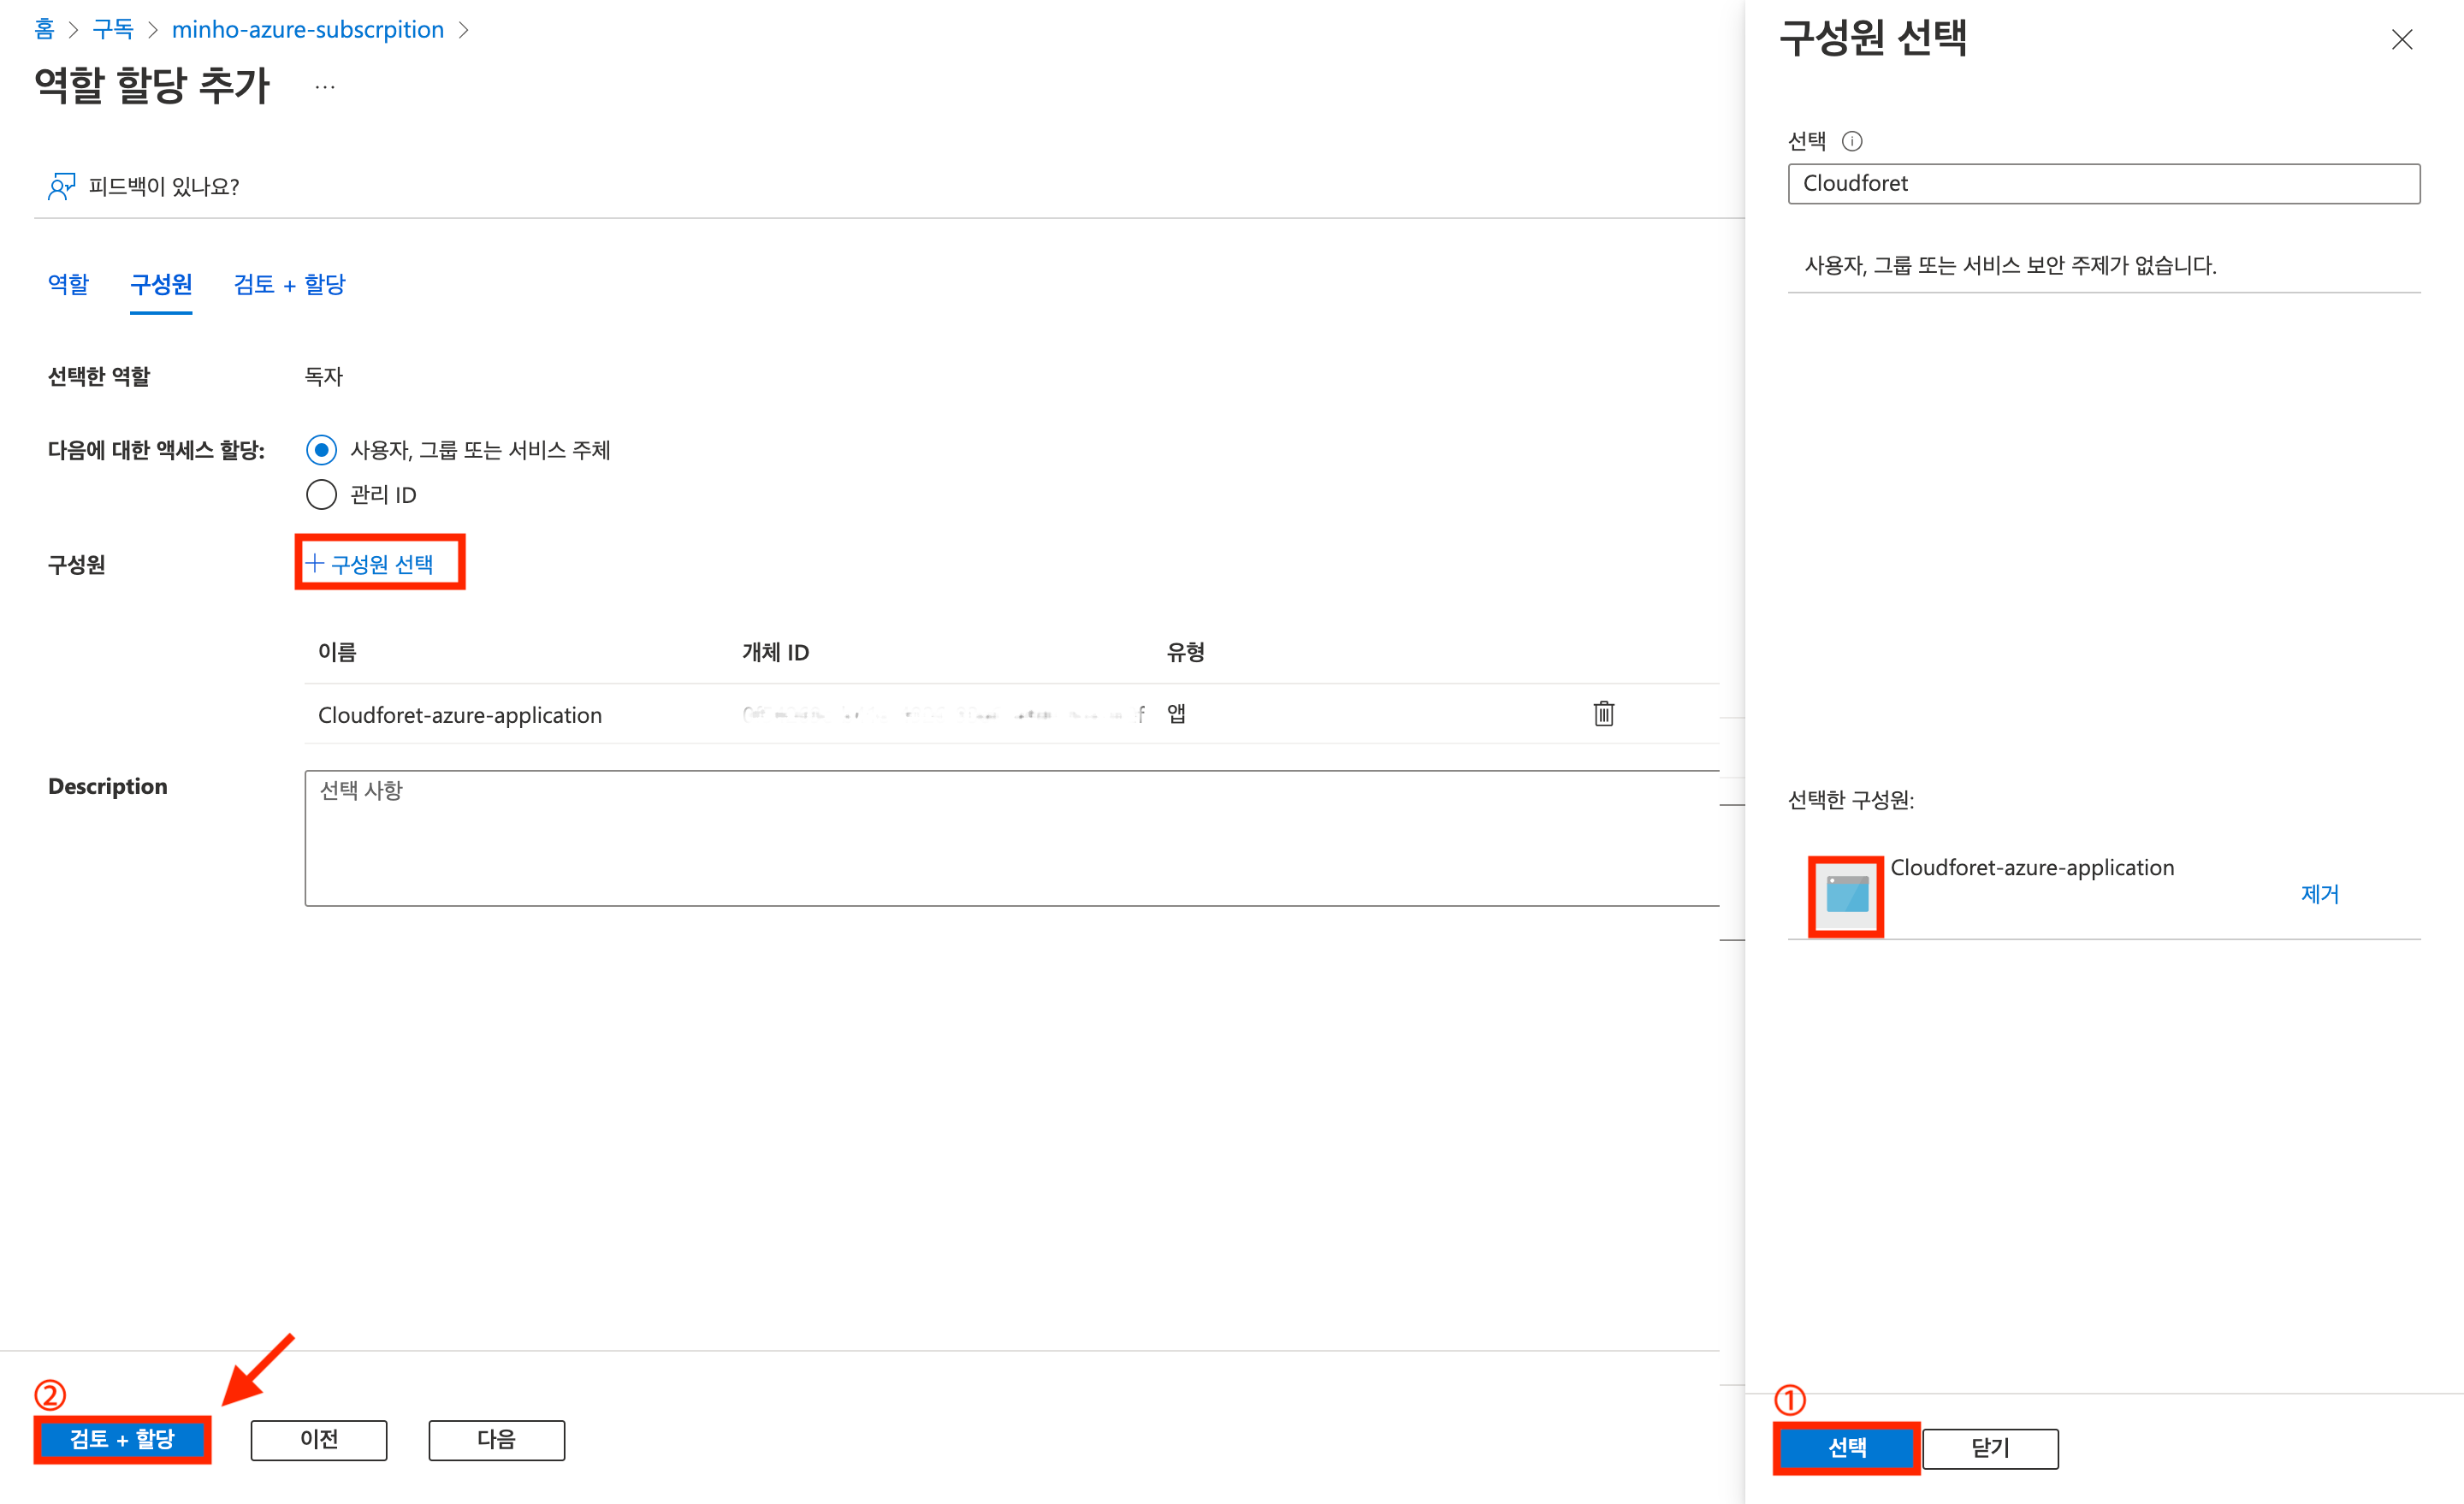 홈 > 구독 > minho-azure-subscrpition >
역할 할당 추가 ...
피드백이 있나요?
역할 구성원 검토 + 할당
선택한 역할 독자
다음에 대한 액세스 할당: 사용자, 그룹 또는 서비스 주체
관리 ID
구성원 + 구성원 선택
이름 개체 ID 유형
Cloudforet-azure-application 앱
Description 선택 사항
②
검토 + 할당 이전 다음
구성원 선택
선택
Cloudforet
사용자, 그룹 또는 서비스 보안 주제가 없습니다.
선택한 구성원:
Cloudforet-azure-application
제거
①
선택 닫기